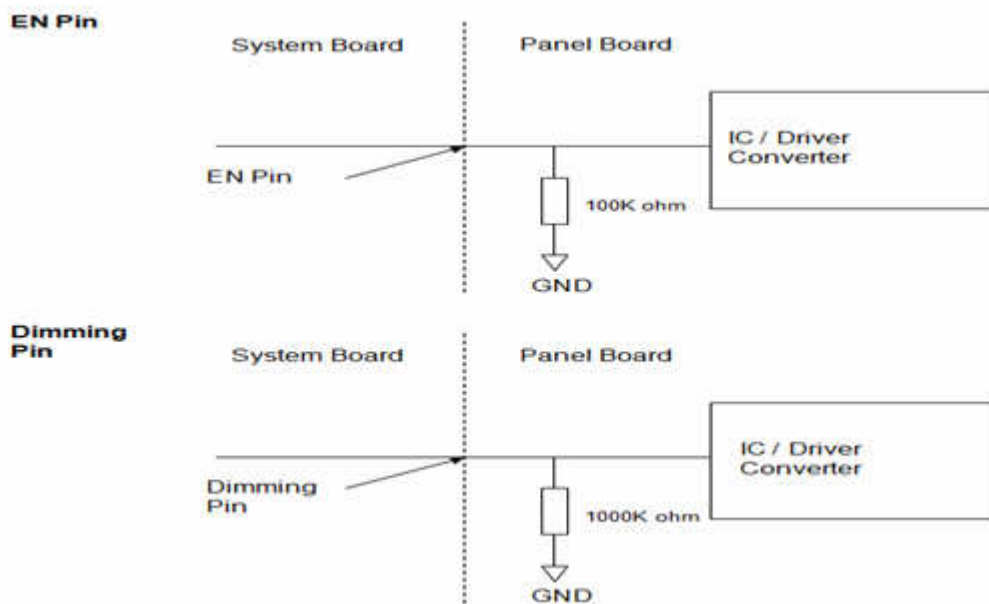 EN Pin
System Board
Panel Board
IC / Driver
Converter
EN Pin
100K ohm
GND
Dimming
Pin
System Board
Panel Board
IC / Driver
Converter
Dimming
Pin
1000K ohm
GND